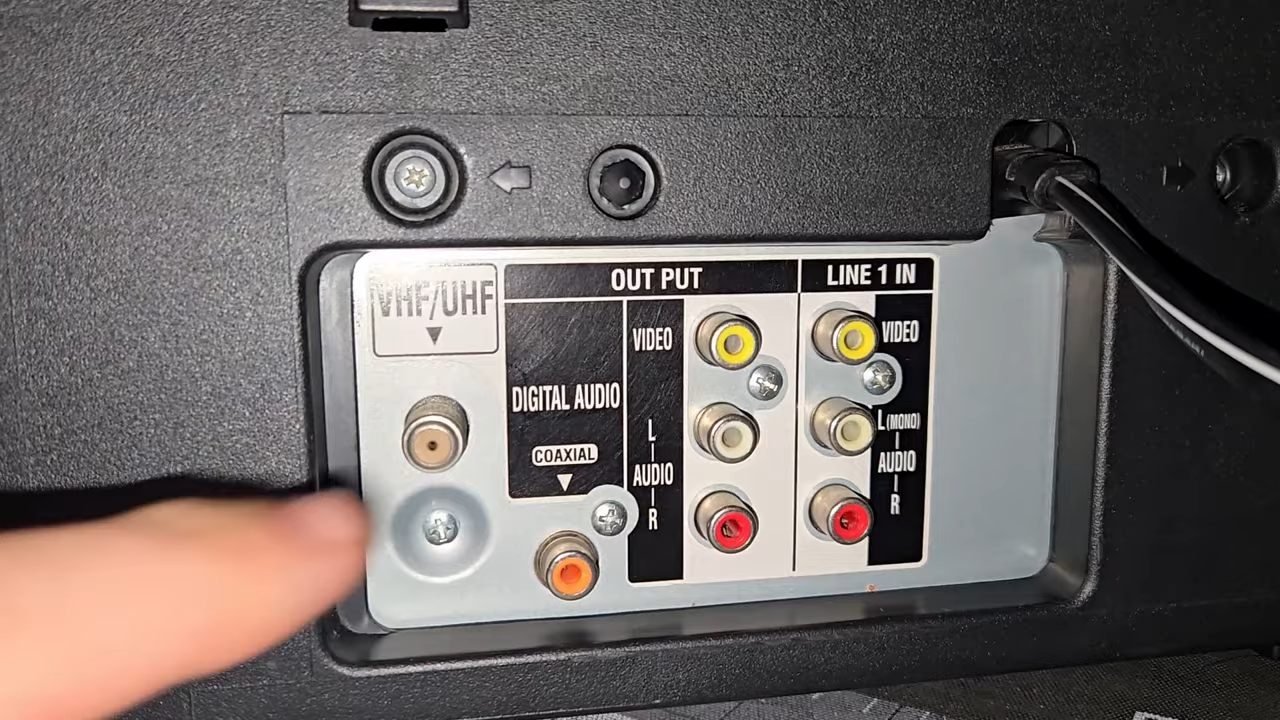 VHF/UHF
OUT PUT
DIGITAL AUDIO
COAXIAL
VIDEO
L
AUDIO
R
LINE 1 IN
VIDEO
L (MONO)
AUDIO
R